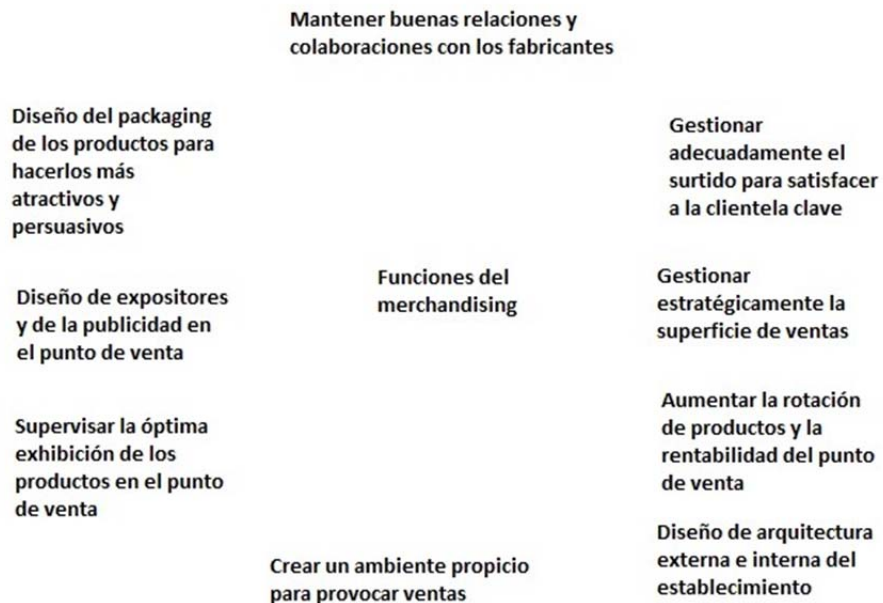 Mantener buenas relaciones y
colaboraciones con los fabricantes
Diseño del packaging
de los productos para
hacerlos más
atractivos y
persuasivos
Gestionar
adecuadamente el
surtido para satisfacer
a la clientela clave
Diseño de expositores
y de la publicidad en
el punto de venta
Funciones del
merchandising
Gestionar
estratégicamente la
superficie de ventas
Supervisar la óptima
exhibición de los
productos en el punto
de venta
Aumentar la rotación
de productos y la
rentabilidad del punto
de venta
Crear un ambiente propicio
para provocar ventas
Diseño de arquitectura
externa e interna del
establecimiento